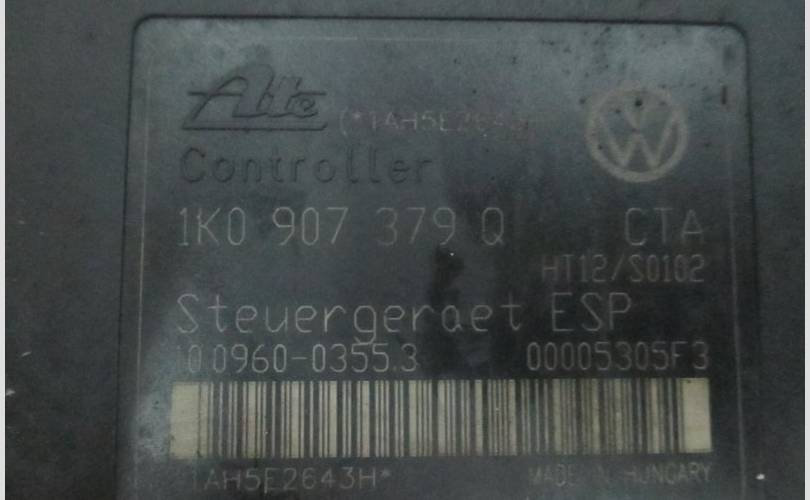 Ate (*1AH5E2643H
Controller
1K0 907 379 Q CTA
HT12/S0102
Steuergeraet ESP
10.0960-0355.3 00005305F3
1AH5E2643H*
MADE IN HUNGARY